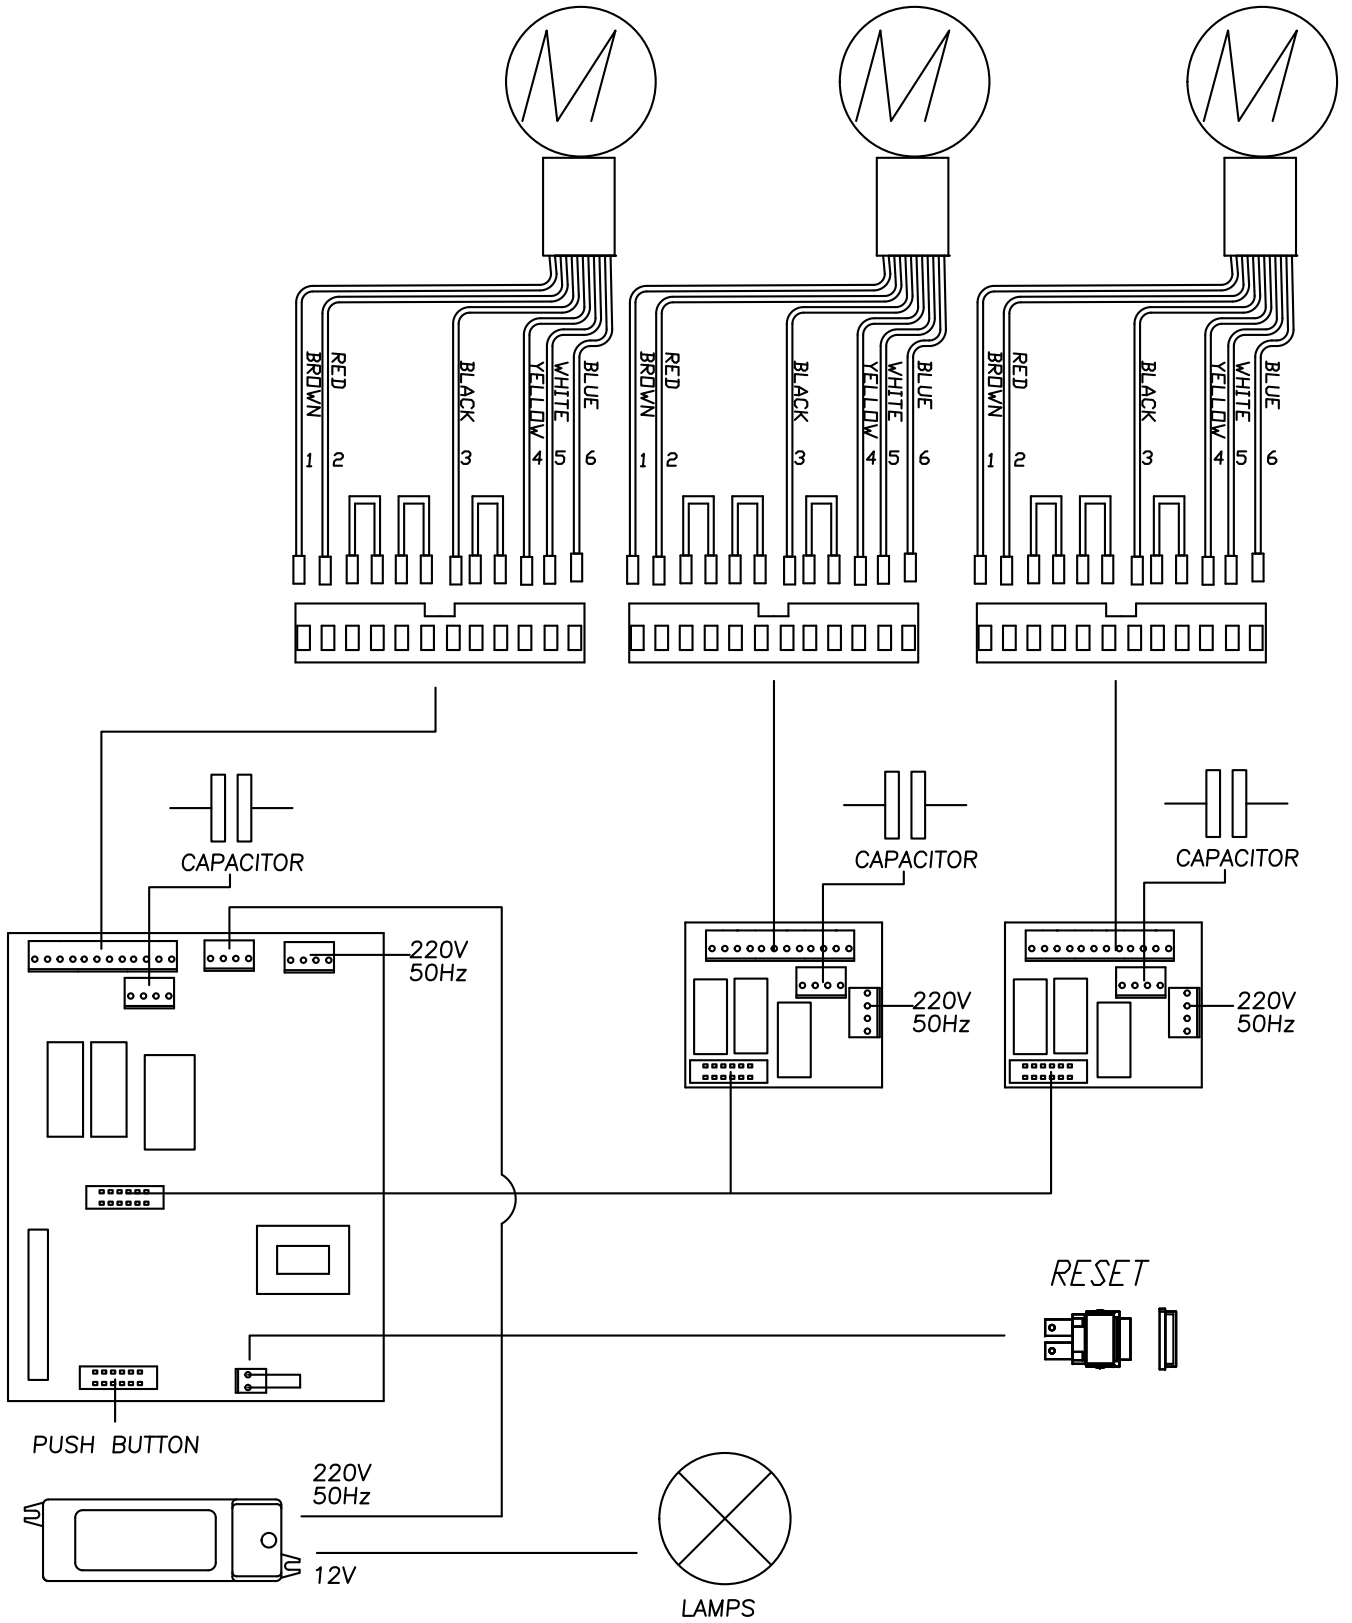 M M M
BROWN RED BLACK YELLOW WHITE BLUE
1 2 3 4 5 6
BROWN RED BLACK YELLOW WHITE BLUE
1 2 3 4 5 6
BROWN RED BLACK YELLOW WHITE BLUE
1 2 3 4 5 6
CAPACITOR
CAPACITOR
CAPACITOR
220V
50Hz
220V
50Hz
220V
50Hz
RESET
PUSH BUTTON
220V
50Hz
12V
LAMPS